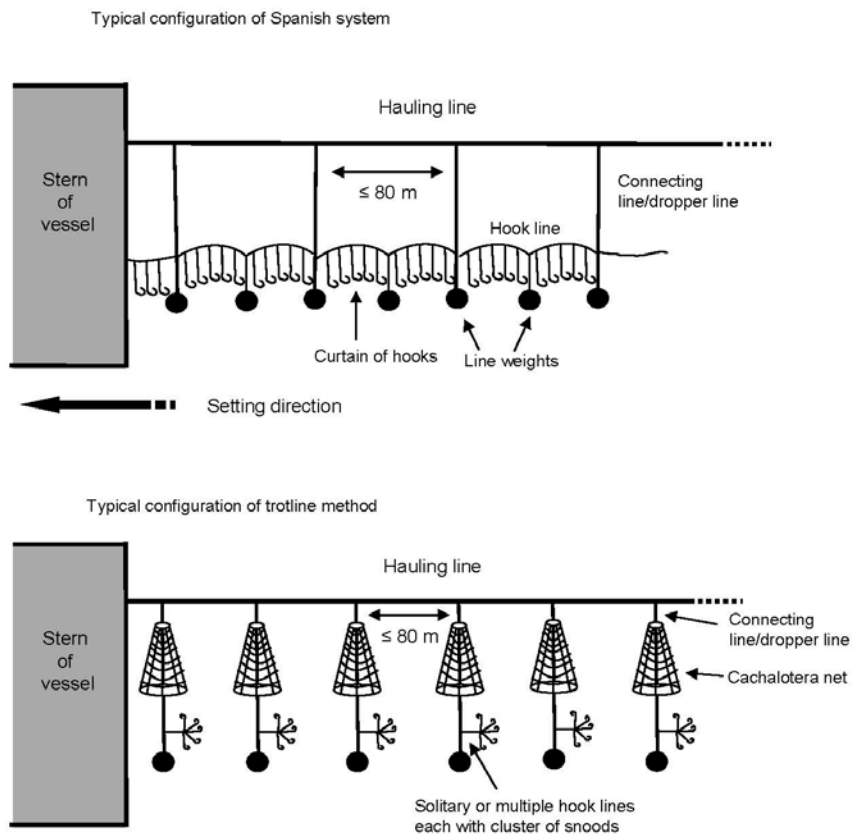 Typical configuration of Spanish system
Hauling line
Stern
of
vessel
≤ 80 m
Connecting
line/dropper line
Hook line
Curtain of hooks
Line weights
Setting direction
Typical configuration of trotline method
Hauling line
Stern
of
vessel
≤ 80 m
Connecting
line/dropper line
Cachalotera net
Solitary or multiple hook lines
each with cluster of snoods